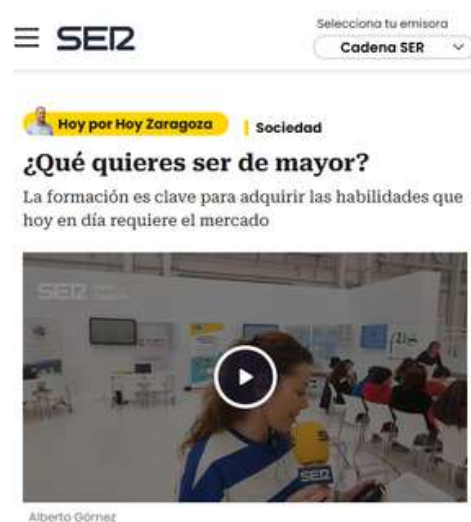 Selecciona tu emisora
SER
Cadena SER
Hoy por Hoy Zaragoza
Sociedad
¿Qué quieres ser de mayor?
La formación es clave para adquirir las habilidades que
hoy en día requiere el mercado
SER
SER
Alberto Górnez